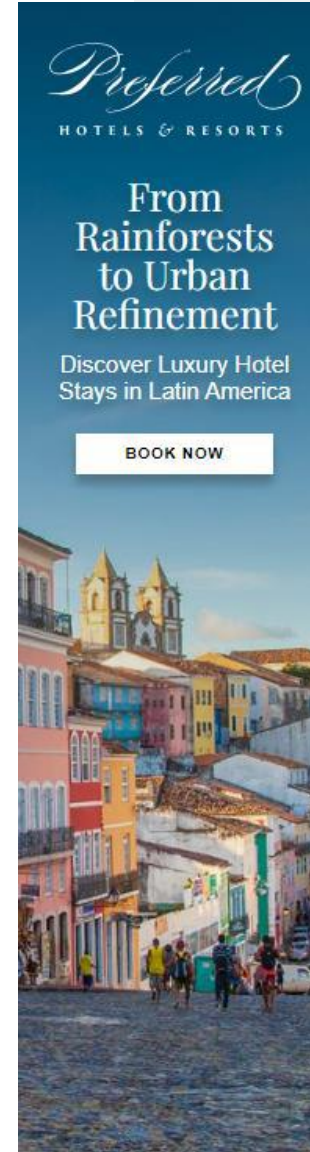 Preferred
HOTELS & RESORTS
From
Rainforests
to Urban
Refinement
Discover Luxury Hotel
Stays in Latin America
BOOK NOW